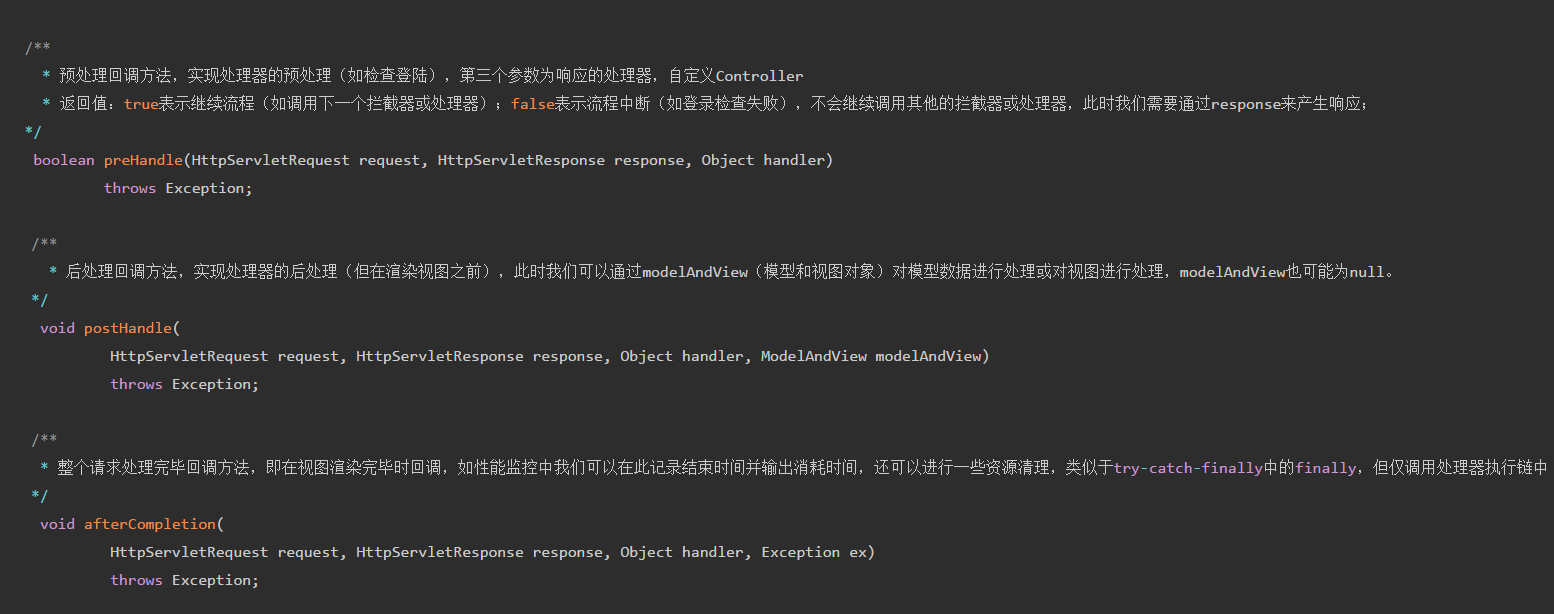 /**
* 预处理回调方法，实现处理器的预处理（如检查登陆），第三个参数为响应的处理器，自定义Controller
* 返回值：true表示继续流程（如调用下一个拦截器或处理器）；false表示流程中断（如登录检查失败），不会继续调用其他的拦截器或处理器，此时我们需要通过response来产生响应；
*/
boolean preHandle(HttpServletRequest request, HttpServletResponse response, Object handler)
throws Exception;
/**
* 后处理回调方法，实现处理器的后处理（但在渲染视图之前），此时我们可以通过modelAndView（模型和视图对象）对模型数据进行处理或对视图进行处理，modelAndView也可能为null。
*/
void postHandle(
HttpServletRequest request, HttpServletResponse response, Object handler, ModelAndView modelAndView)
throws Exception;
/**
* 整个请求处理完毕回调方法，即在视图渲染完毕时回调，如性能监控中我们可以在此记录结束时间并输出消耗时间，还可以进行一些资源清理，类似于try-catch-finally中的finally，但仅调用处理器执行链中
*/
void afterCompletion(
HttpServletRequest request, HttpServletResponse response, Object handler, Exception ex)
throws Exception;